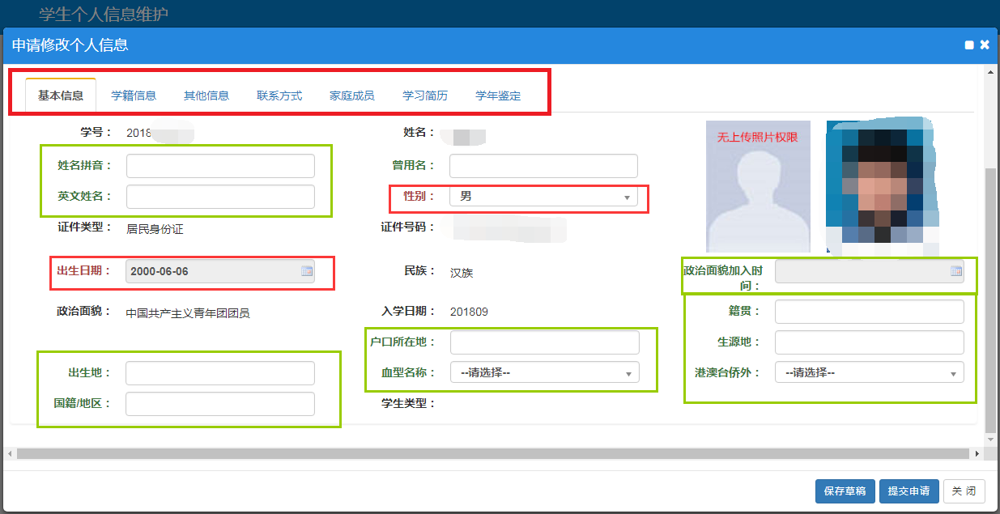 学生个人信息维护
申请修改个人信息
基本信息 学籍信息 其他信息 联系方式 家庭成员 学习简历 学年鉴定
学号： 2018 姓名：
无上传照片权限
姓名拼音： 曾用名：
英文姓名： 性别： 男
证件类型： 居民身份证 证件号码：
出生日期： 2000-06-06 民族： 汉族 政治面貌加入时
间：
政治面貌： 中国共产主义青年团团员 入学日期： 201809 籍贯：
户口所在地： 生源地：
出生地： 血型名称： --请选择-- 港澳台侨外： --请选择--
国籍/地区： 学生类型：
保存草稿 提交申请 关 闭